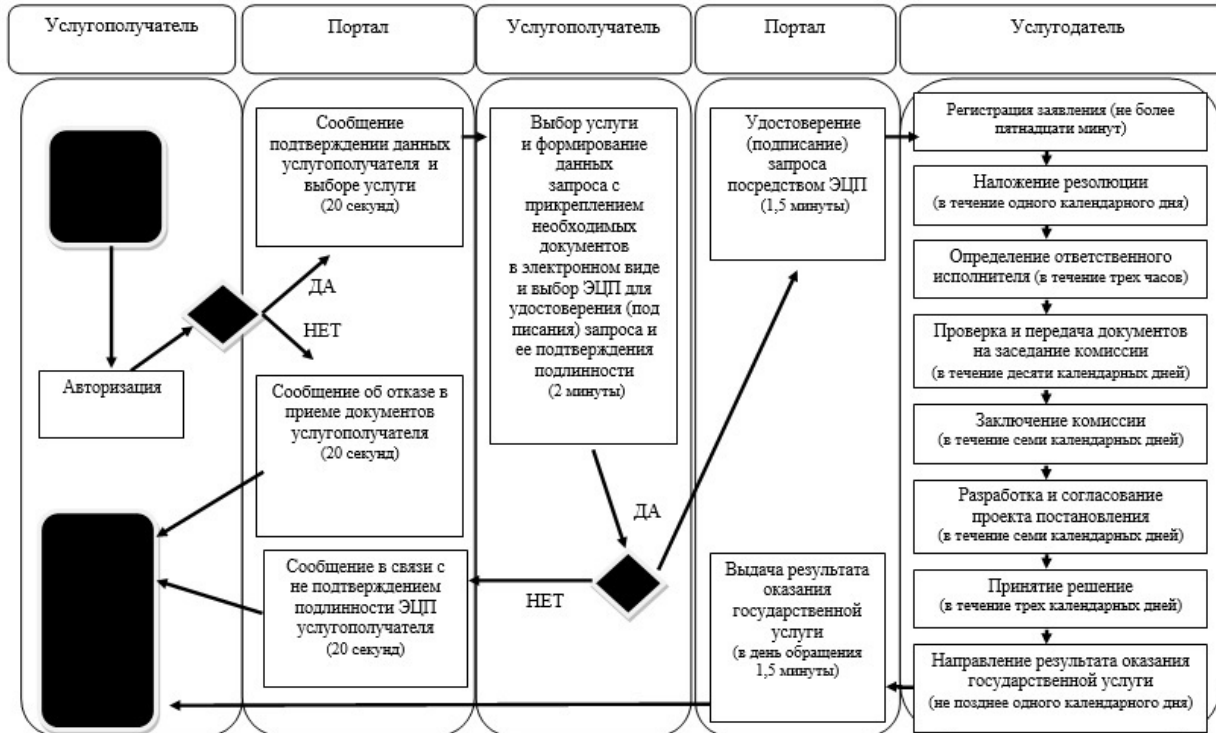 Услугополучатель
Портал
Услугополучатель
Портал
Услугодатель
Авторизация
ДА
НЕТ
Сообщение
подтверждении данных
услугополучателя и
выборе услуги
(20 секунд)
Сообщение об отказе в
приеме документов
услугополучателя
(20 секунд)
Сообщение в связи с
не подтверждением
подлинности ЭЦП
услугополучателя
(20 секунд)
Выбор услуги
и формирование
данных
запроса с
прикреплением
необходимых
документов
в электронном виде
и выбор ЭЦП для
удостоверения (под
писания) запроса и
ее подтверждения
подлинности
(2 минуты)
ДА
НЕТ
Удостоверение
(подписание)
запроса
посредством ЭЦП
(1,5 минуты)
Выдача результата
оказания
государственной
услуги
(в день обращения
1,5 минуты)
Регистрация заявления (не более
пятнадцати минут)
Наложение резолюции
(в течение одного календарного дня)
Определение ответственного
исполнителя (в течение трех часов)
Проверка и передача документов
на заседание комиссии
(в течение десяти календарных дней)
Заключение комиссии
(в течение семи календарных дней)
Разработка и согласование
проекта постановления
(в течение семи календарных дней)
Принятие решение
(в течение трех календарных дней)
Направление результата оказания
государственной услуги
(не позднее одного календарного дня)